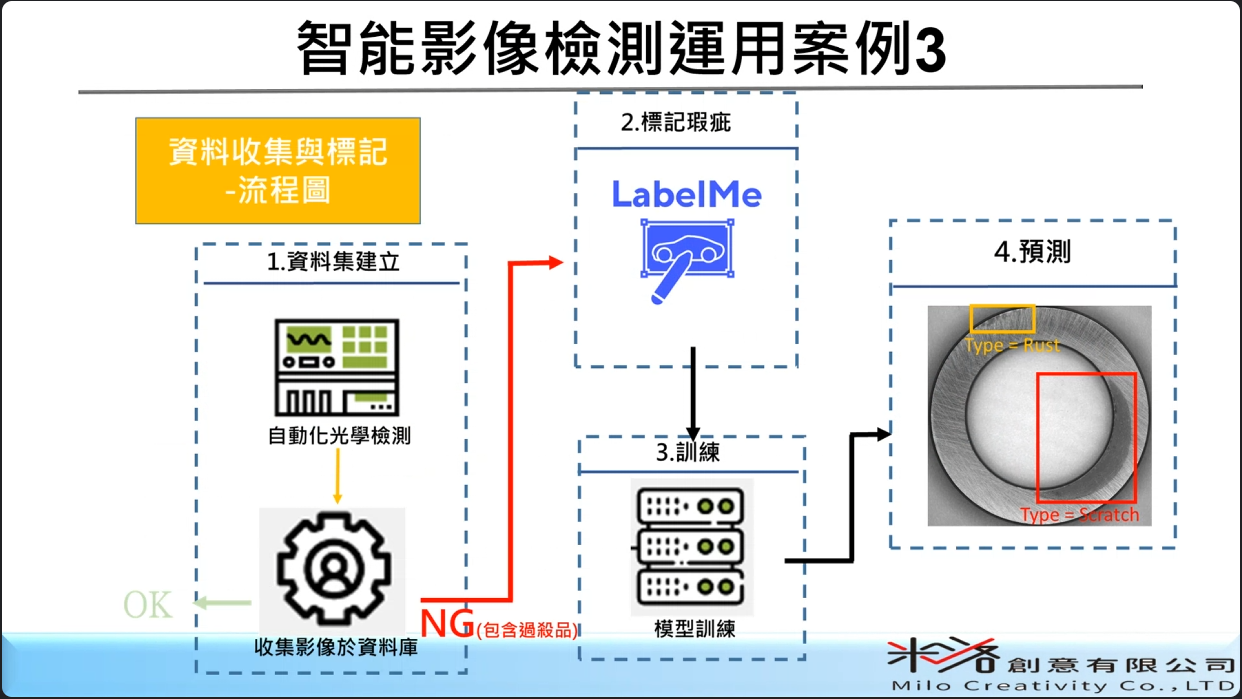 智能影像檢測運用案例3
資料收集與標記
-流程圖
1.資料集建立
自動化光學檢測
收集影像於資料庫
OK
NG(包含過殺品)
2.標記瑕疵
LabelMe
3.訓練
模型訓練
4.預測
Type = Rust
Type = Scratch
米洛創意有限公司
Milo Creativity Co.,LTD